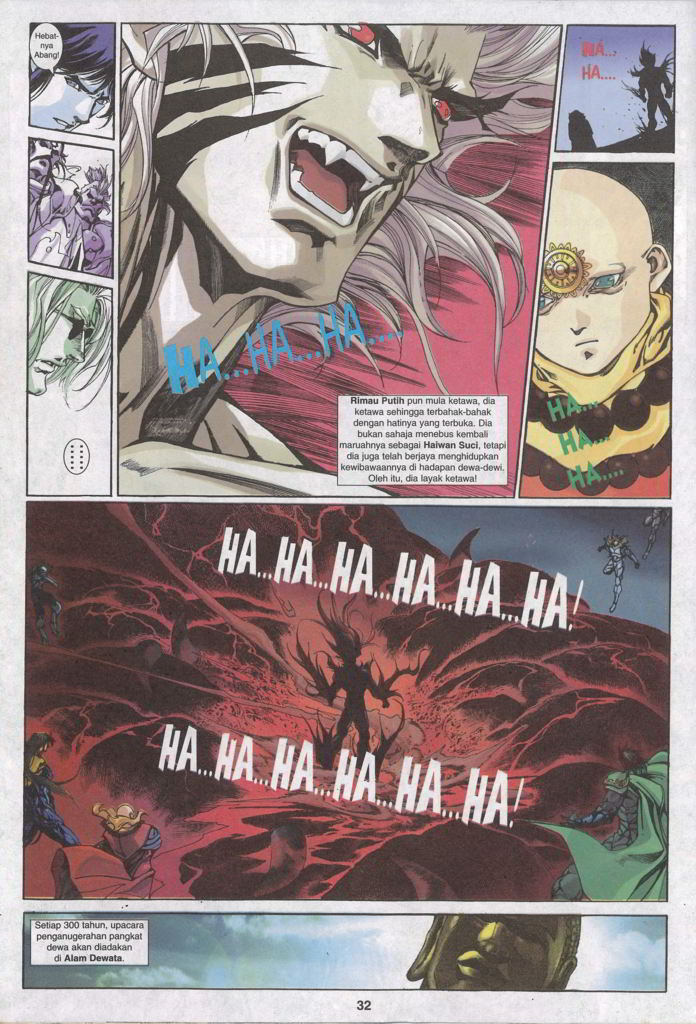 Hebat-
nya
Abang!
HA...HA...HA....
Rimau Putih pun mula ketawa, dia
ketawa sehingga terbahak-bahak
dengan hatinya yang terbuka. Dia
bukan sahaja menebus kembali
maruahnya sebagai Haiwan Suci, tetapi
dia juga telah berjaya menghidupkan
kewibawaannya di hadapan dewa-dewi.
Oleh itu, dia layak ketawa!
HA...
HA....
HA...
HA...
HA....
HA...HA...HA...HA...HA...HA!
HA...HA...HA...HA...HA...HA!
Setiap 300 tahun, upacara
penganugerahan pangkat
dewa akan diadakan
di Alam Dewata.
32